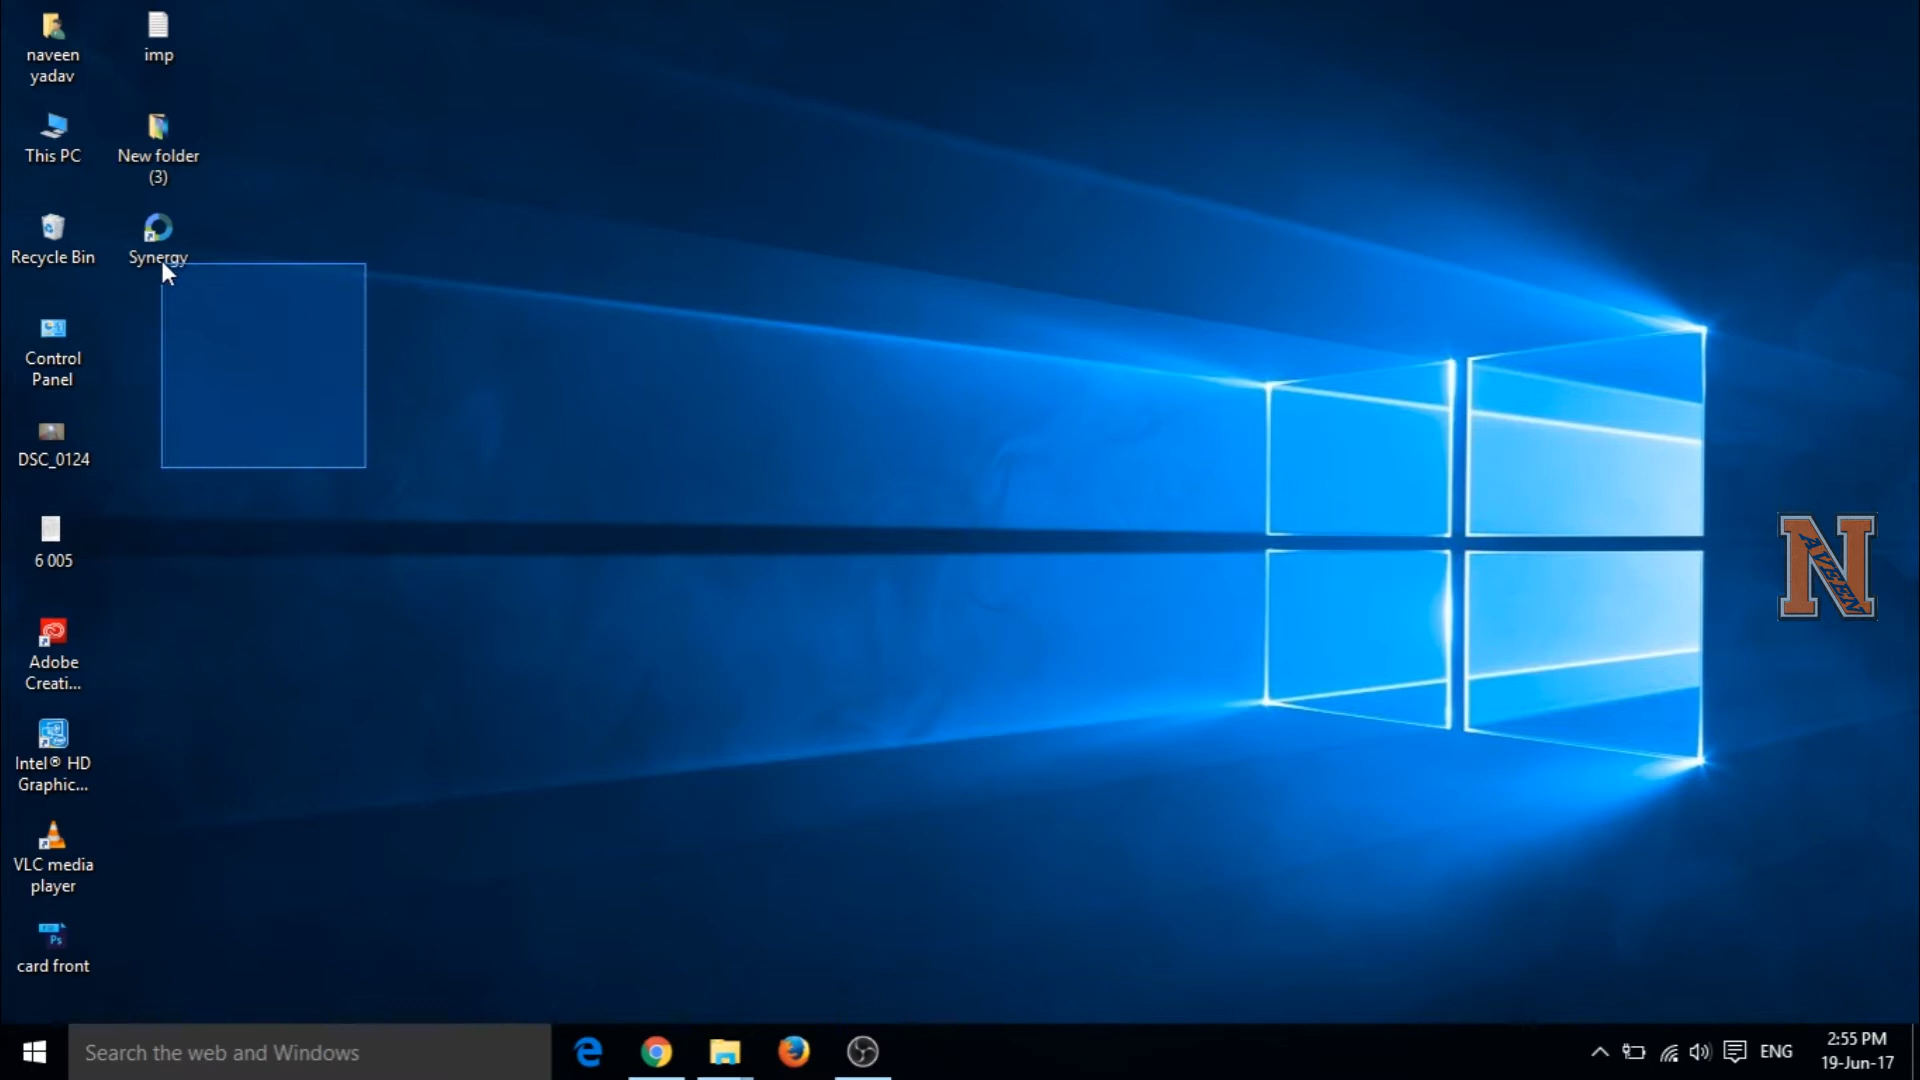 naveen
yadav
imp
This PC
New folder
(3)
Recycle Bin
Synergy
Control
Panel
DSC_0124
6 005
Adobe
Creati...
Intel® HD
Graphic...
VLC media
player
Ps
card front
N
AVEEN
Search the web and Windows
ENG
2:55 PM
19-Jun-17